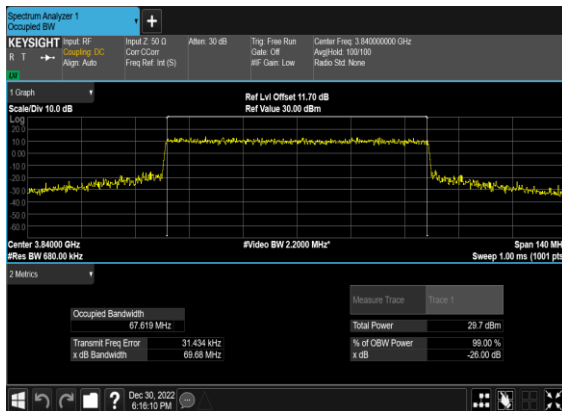 Spectrum Analyzer 1
Occupied BW
KEYSIGHT Input: RF Input Z: 50 Ω Atten: 30 dB Trig: Free Run Center Freq: 3.840000000 GHz
R T Coupling: DC Corr CCorr Gate: Off Avg|Hold: 100/100
Align: Auto Freq Ref: Int (S) #IF Gain: Low Radio Std: None
1 Graph
Ref Lvl Offset 11.70 dB
Scale/Div 10.0 dB Ref Value 30.00 dBm
Log
20.0
10.0
0.00
-10.0
-20.0
-30.0
-40.0
-50.0
-60.0
Center 3.84000 GHz #Video BW 2.2000 MHz* Span 140 MH
#Res BW 680.00 kHz Sweep 1.00 ms (1001 pts
2 Metrics
Measure Trace Trace 1
Occupied Bandwidth
67.619 MHz Total Power 29.7 dBm
Transmit Freq Error 31.434 kHz % of OBW Power 99.00 %
x dB Bandwidth 69.68 MHz x dB -26.00 dB
Dec 30, 2022
6:16:10 PM